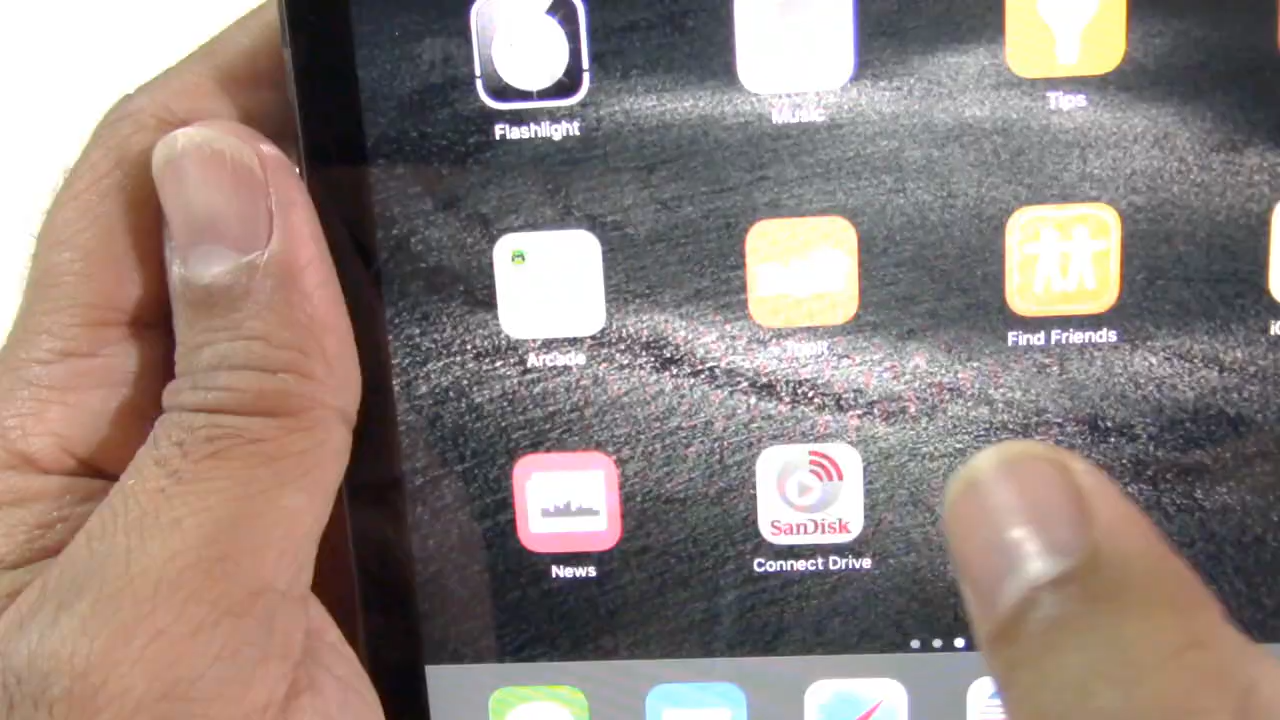 Flashlight
Music
Tips
Arcade
Find Friends
SanDisk
News
Connect Drive